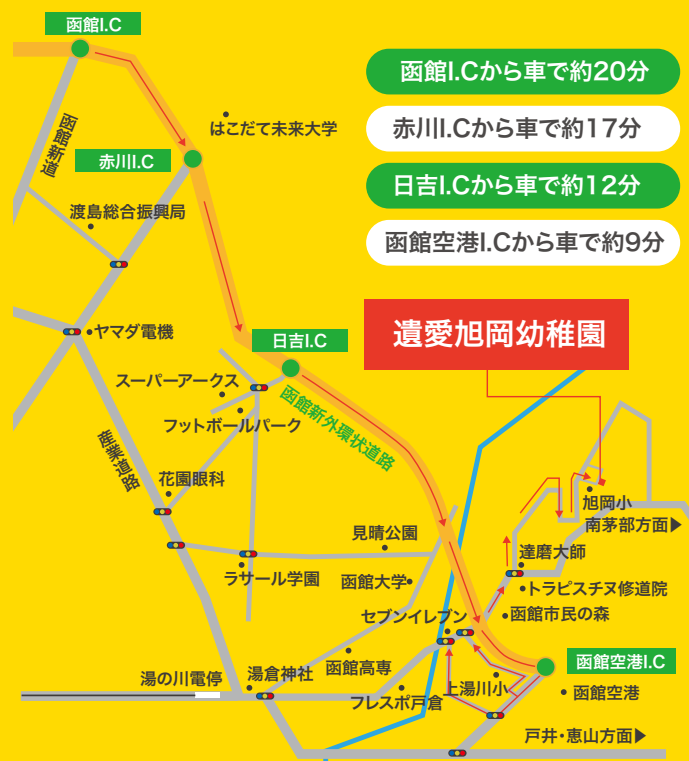 函館I.C
函館I.Cから車で約20分
函館新道
はこだて未来大学
赤川I.Cから車で約17分
赤川I.C
日吉I.Cから車で約12分
渡島総合振興局
函館空港I.Cから車で約9分
ヤマダ電機
日吉I.C
遺愛旭岡幼稚園
スーパーアークス
函館新外環状道路
フットボールパーク
産業道路
花園眼科
旭岡小
南茅部方面▶
見晴公園
達磨大師
ラサール学園
函館大学
トラピスチヌ修道院
セブンイレブン
函館市民の森
函館空港I.C
湯の川電停
湯倉神社
函館高専
上湯川小
函館空港
フレスポ戸倉
戸井・恵山方面▶